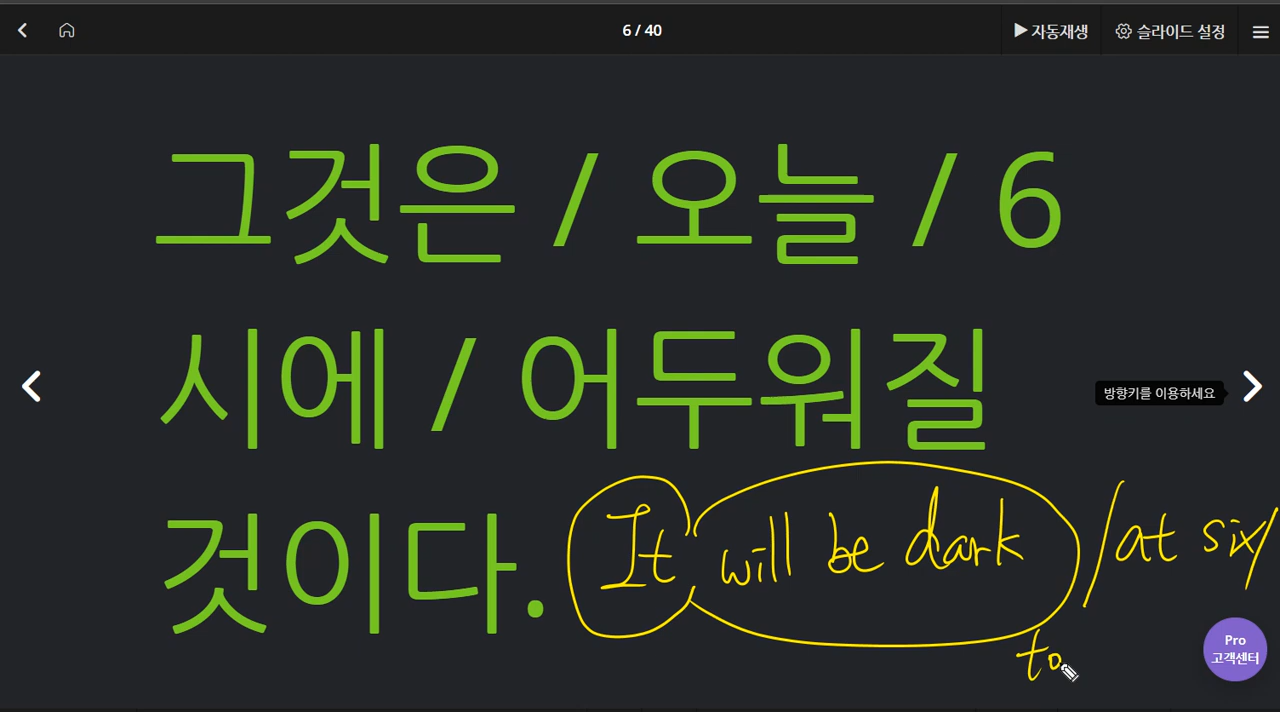 6 / 40
▶ 자동재생
슬라이드 설정
그것은 / 오늘 / 6
시에 / 어두워질
것이다.
방향키를 이용하세요
It will be dark / at six /
to
Pro
고객센터